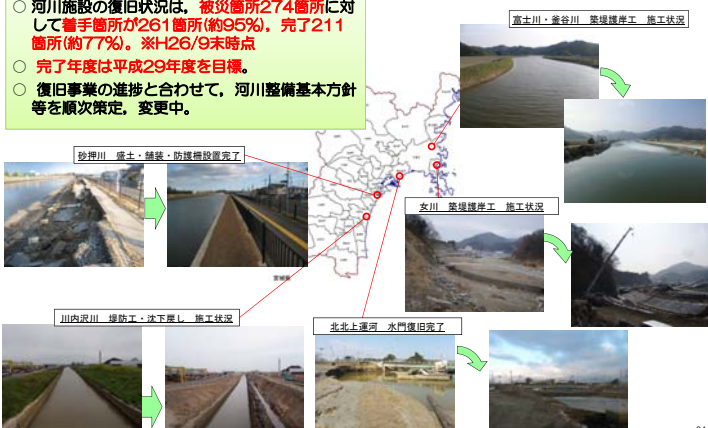 ○ 河川施設の復旧状況は，被災箇所274箇所に対
して着手箇所が261箇所(約95%)，完了211
箇所(約77%)。※H26/9末時点
○ 完了年度は平成29年度を目標。
○ 復旧事業の進捗と合わせて，河川整備基本方針
等を順次策定，変更中。
富士川・釜谷川　築堤護岸工　施工状況
砂押川　盛土・舗装・防護柵設置完了
女川　築堤護岸工　施工状況
川内沢川　堤防工・沈下戻し　施工状況
北北上運河　水門復旧完了